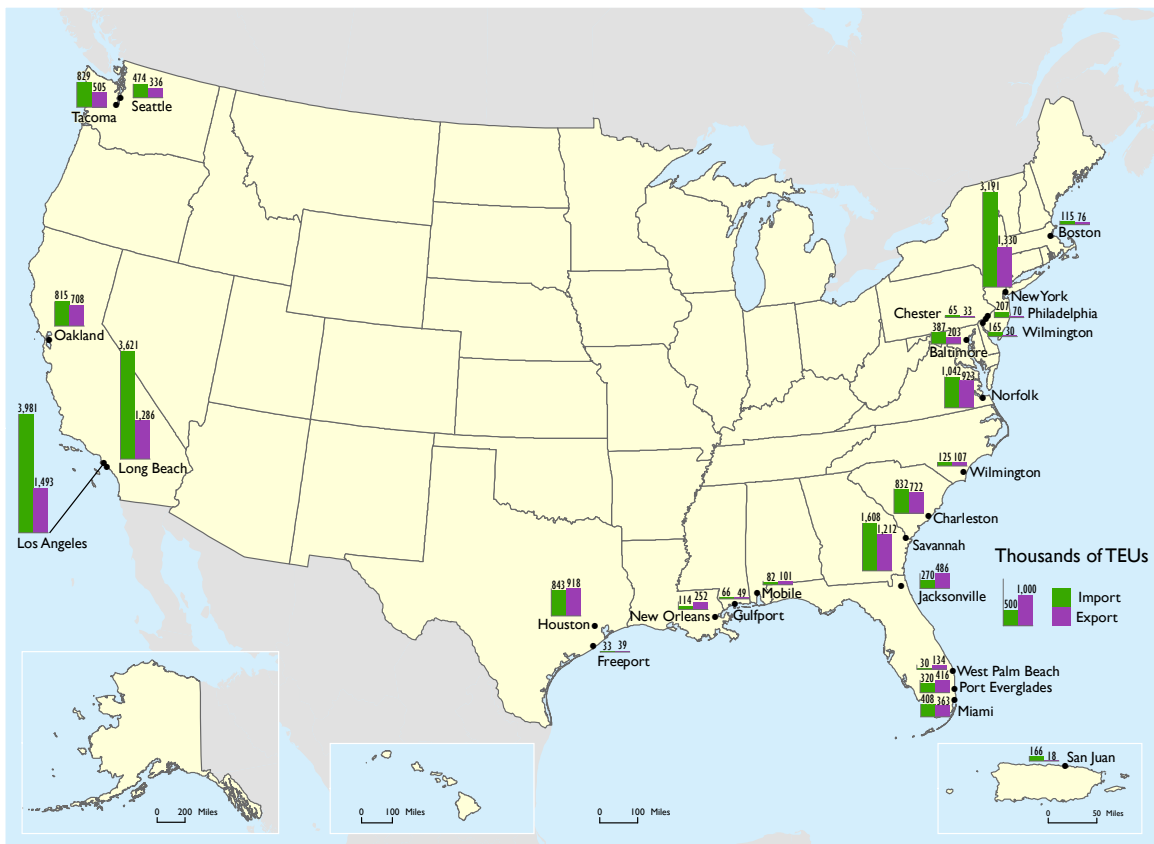 829
505
Tacoma
474
336
Seattle
3,191
1,330
New York
115 76
Boston
Chester
65 33
207
70
Philadelphia
165 30
Wilmington
387
203
Baltimore
815
708
Oakland
3,621
1,286
Long Beach
3,981
1,493
Los Angeles
1,042
923
Norfolk
125 107
Wilmington
832
722
Charleston
1,608
1,212
Savannah
270
486
Jacksonville
Thousands of TEUs
500
1,000
Import
Export
843 918
Houston
33 39
Freeport
114 252
New Orleans
66 49
Gulfport
82 101
Mobile
30 134
West Palm Beach
320
416
Port Everglades
408
363
Miami
166
18
San Juan
0 200 Miles
0 100 Miles
0 100 Miles
0 50 Miles